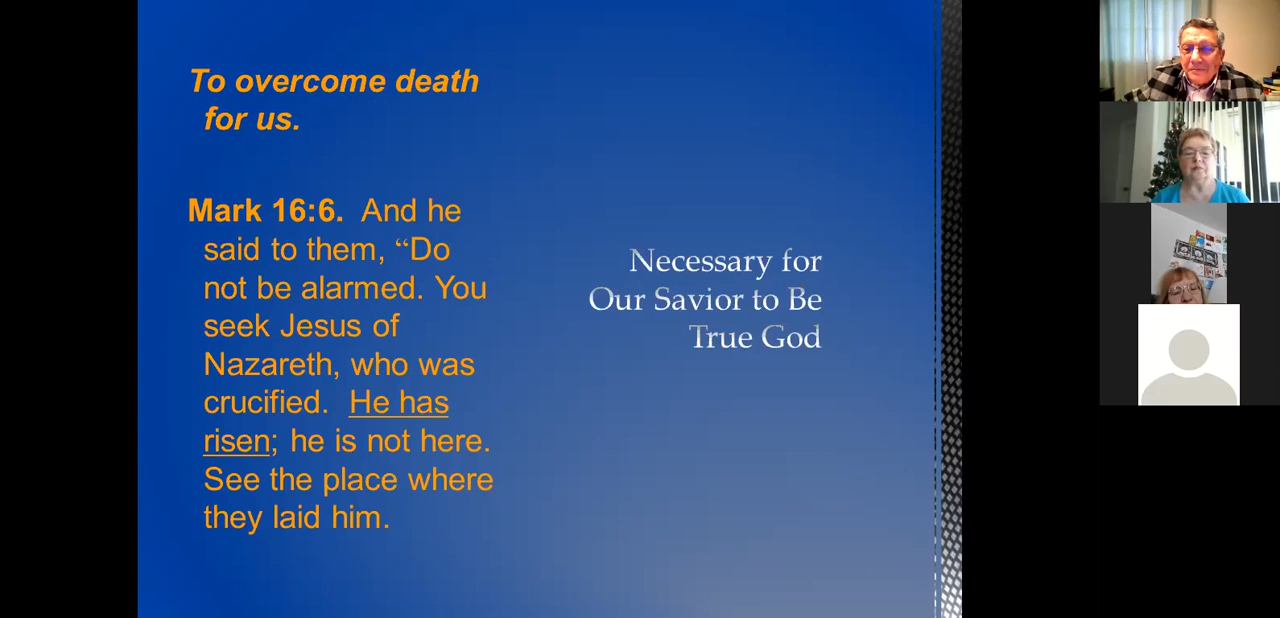 To overcome death
for us.
Mark 16:6.  And he
said to them, “Do
not be alarmed. You
seek Jesus of
Nazareth, who was
crucified.  He has
risen; he is not here.
See the place where
they laid him.
Necessary for
Our Savior to Be
True God